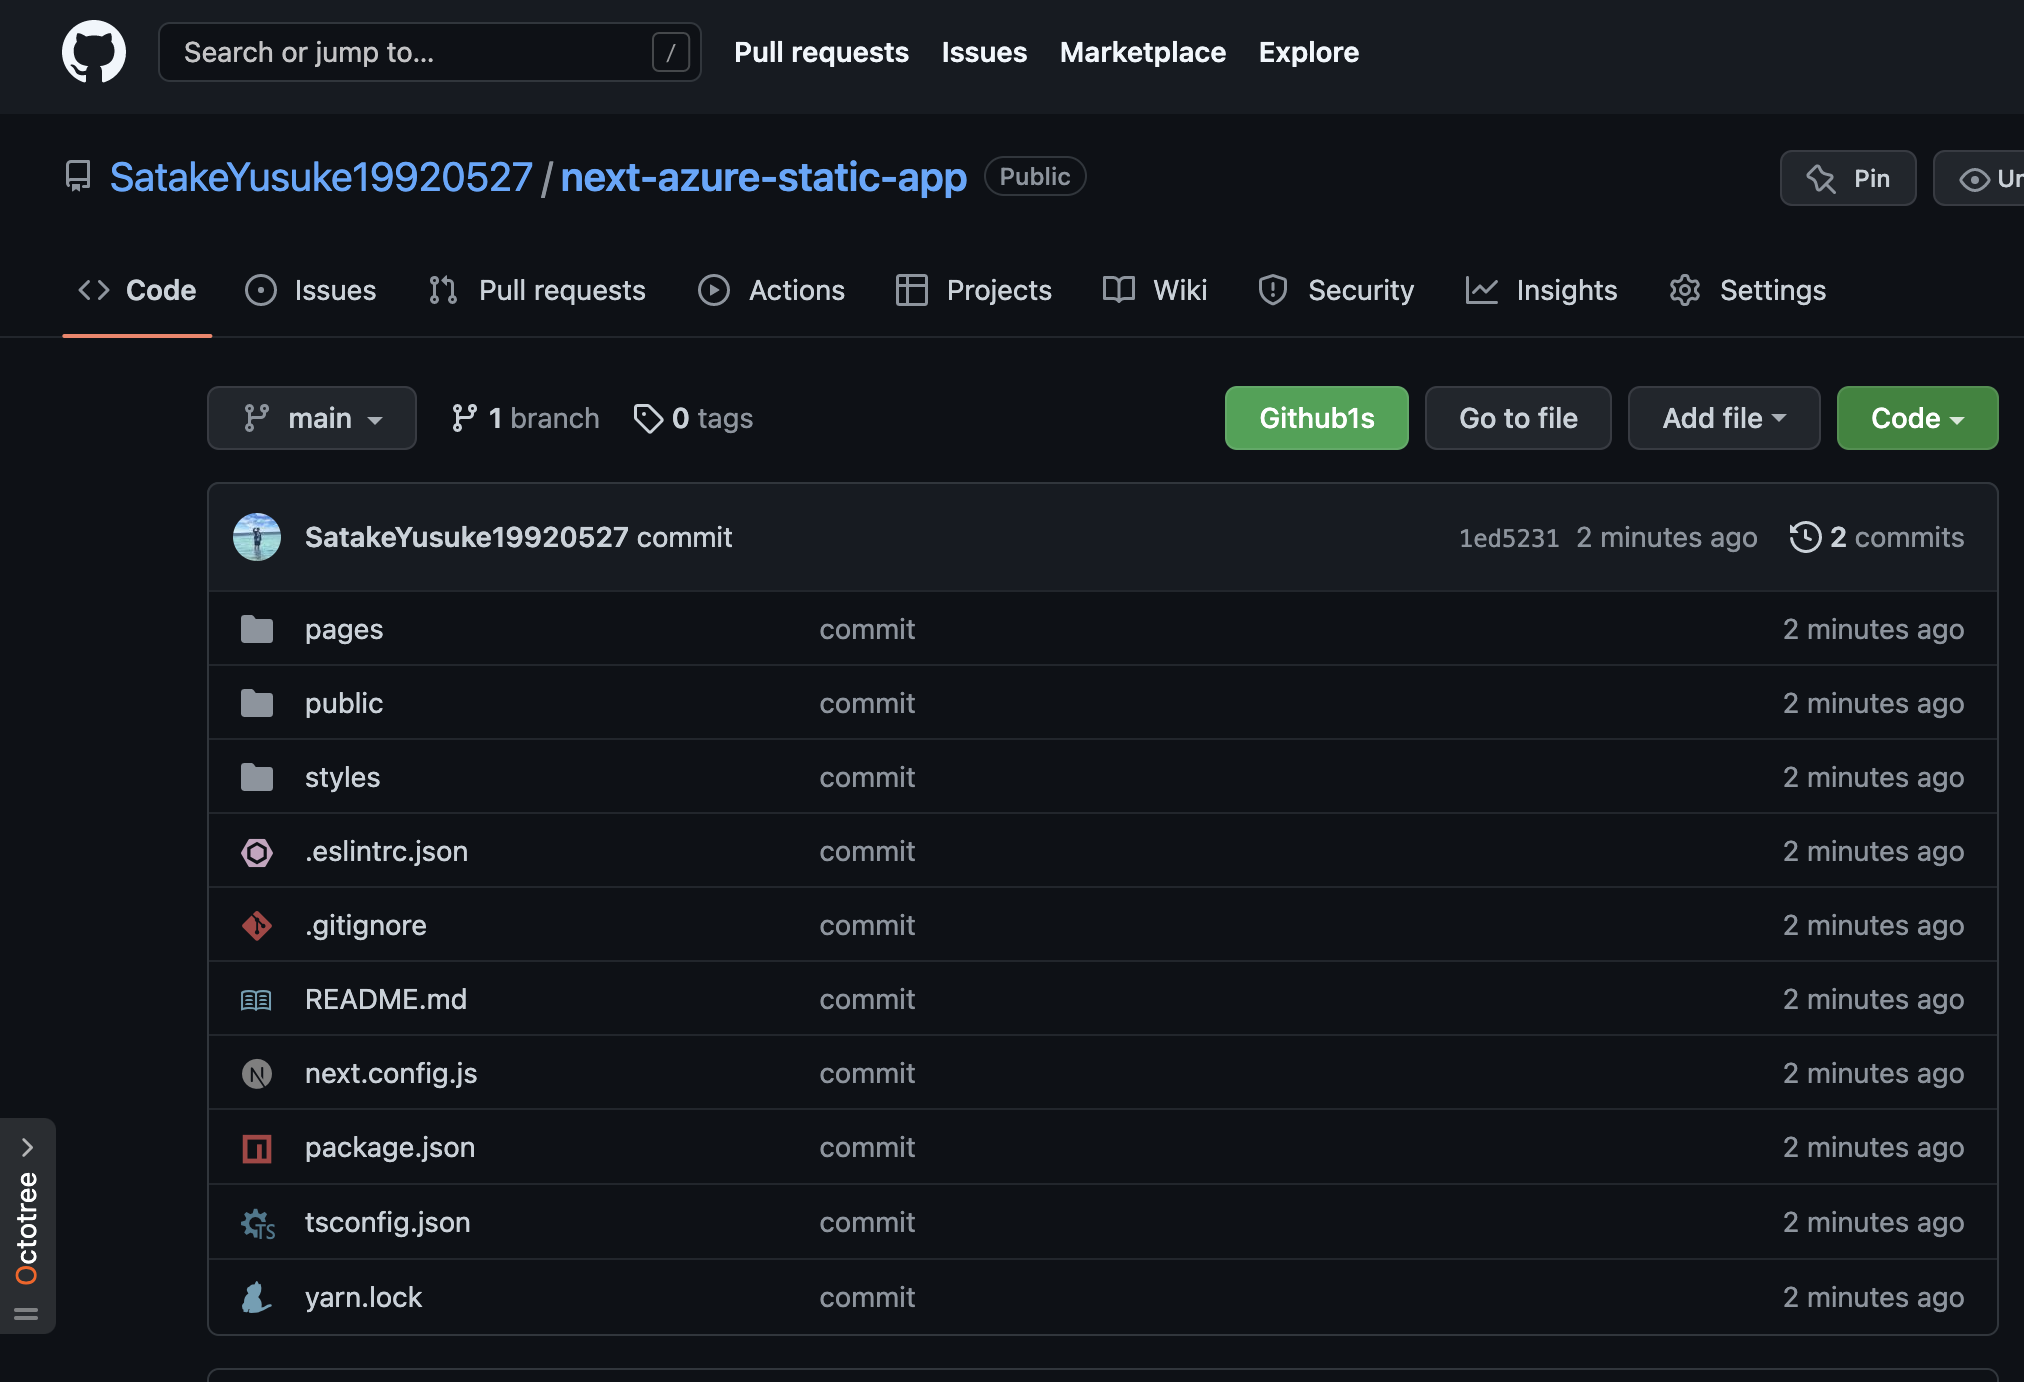 Search or jump to... / Pull requests Issues Marketplace Explore
SatakeYusuke19920527 / next-azure-static-app Public Pin Un
Code Issues Pull requests Actions Projects Wiki Security Insights Settings
main 1 branch 0 tags Github1s Go to file Add file Code
SatakeYusuke19920527 commit 1ed5231 2 minutes ago 2 commits
pages commit 2 minutes ago
public commit 2 minutes ago
styles commit 2 minutes ago
.eslintrc.json commit 2 minutes ago
.gitignore commit 2 minutes ago
README.md commit 2 minutes ago
next.config.js commit 2 minutes ago
package.json commit 2 minutes ago
TS tsconfig.json commit 2 minutes ago
yarn.lock commit 2 minutes ago
Octotree